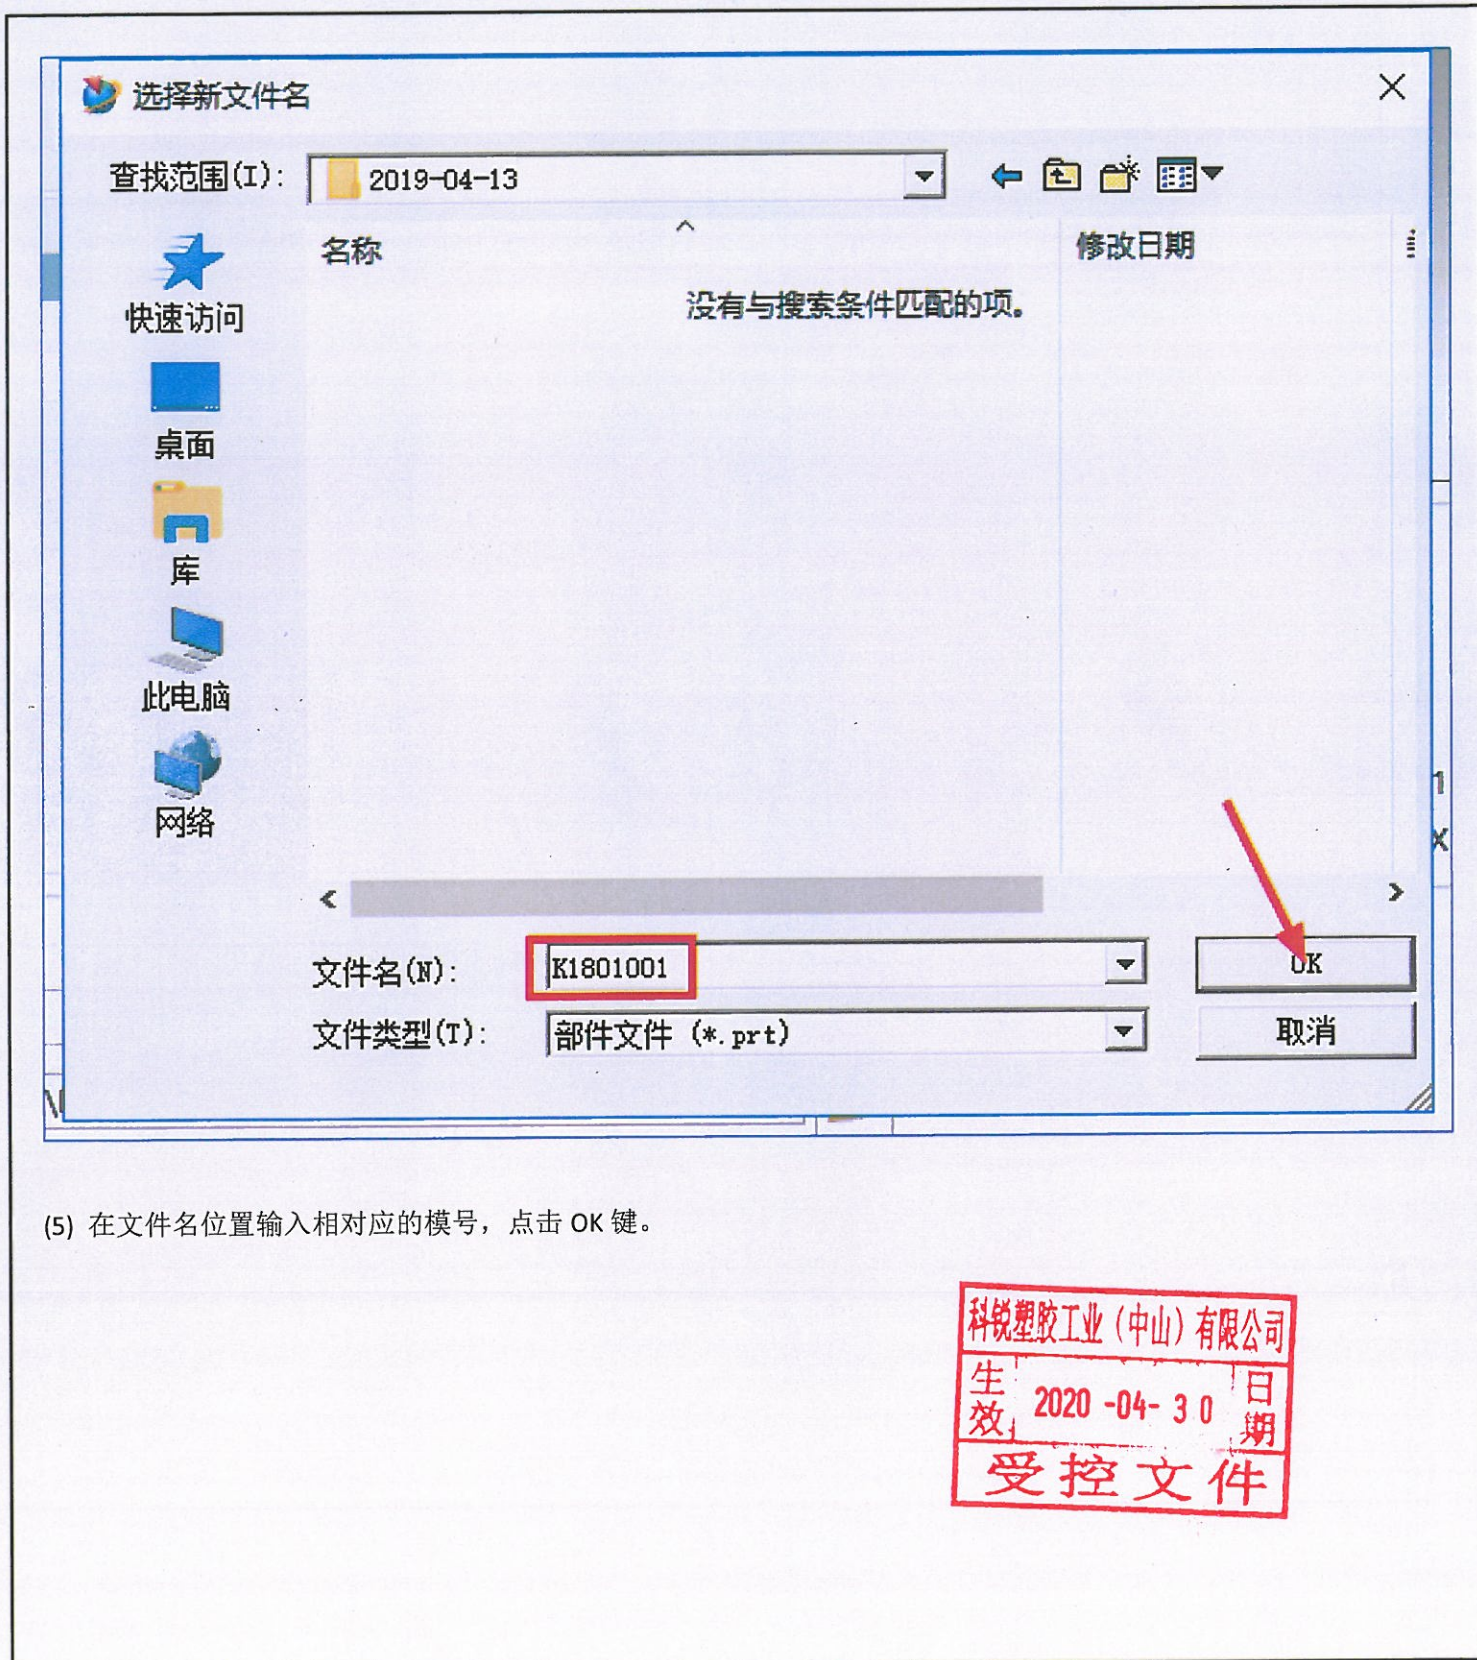 选择新文件名
查找范围(I): 2019-04-13
名称 修改日期
没有与搜索条件匹配的项。
快速访问
桌面
库
此电脑
网络
1
X
文件名(N): K1801001 OK
文件类型(T): 部件文件 (*.prt) 取消
(5) 在文件名位置输入相对应的模号，点击 OK 键。
科锐塑胶工业（中山）有限公司
生效 2020 -04- 3 0 日期
受控文件